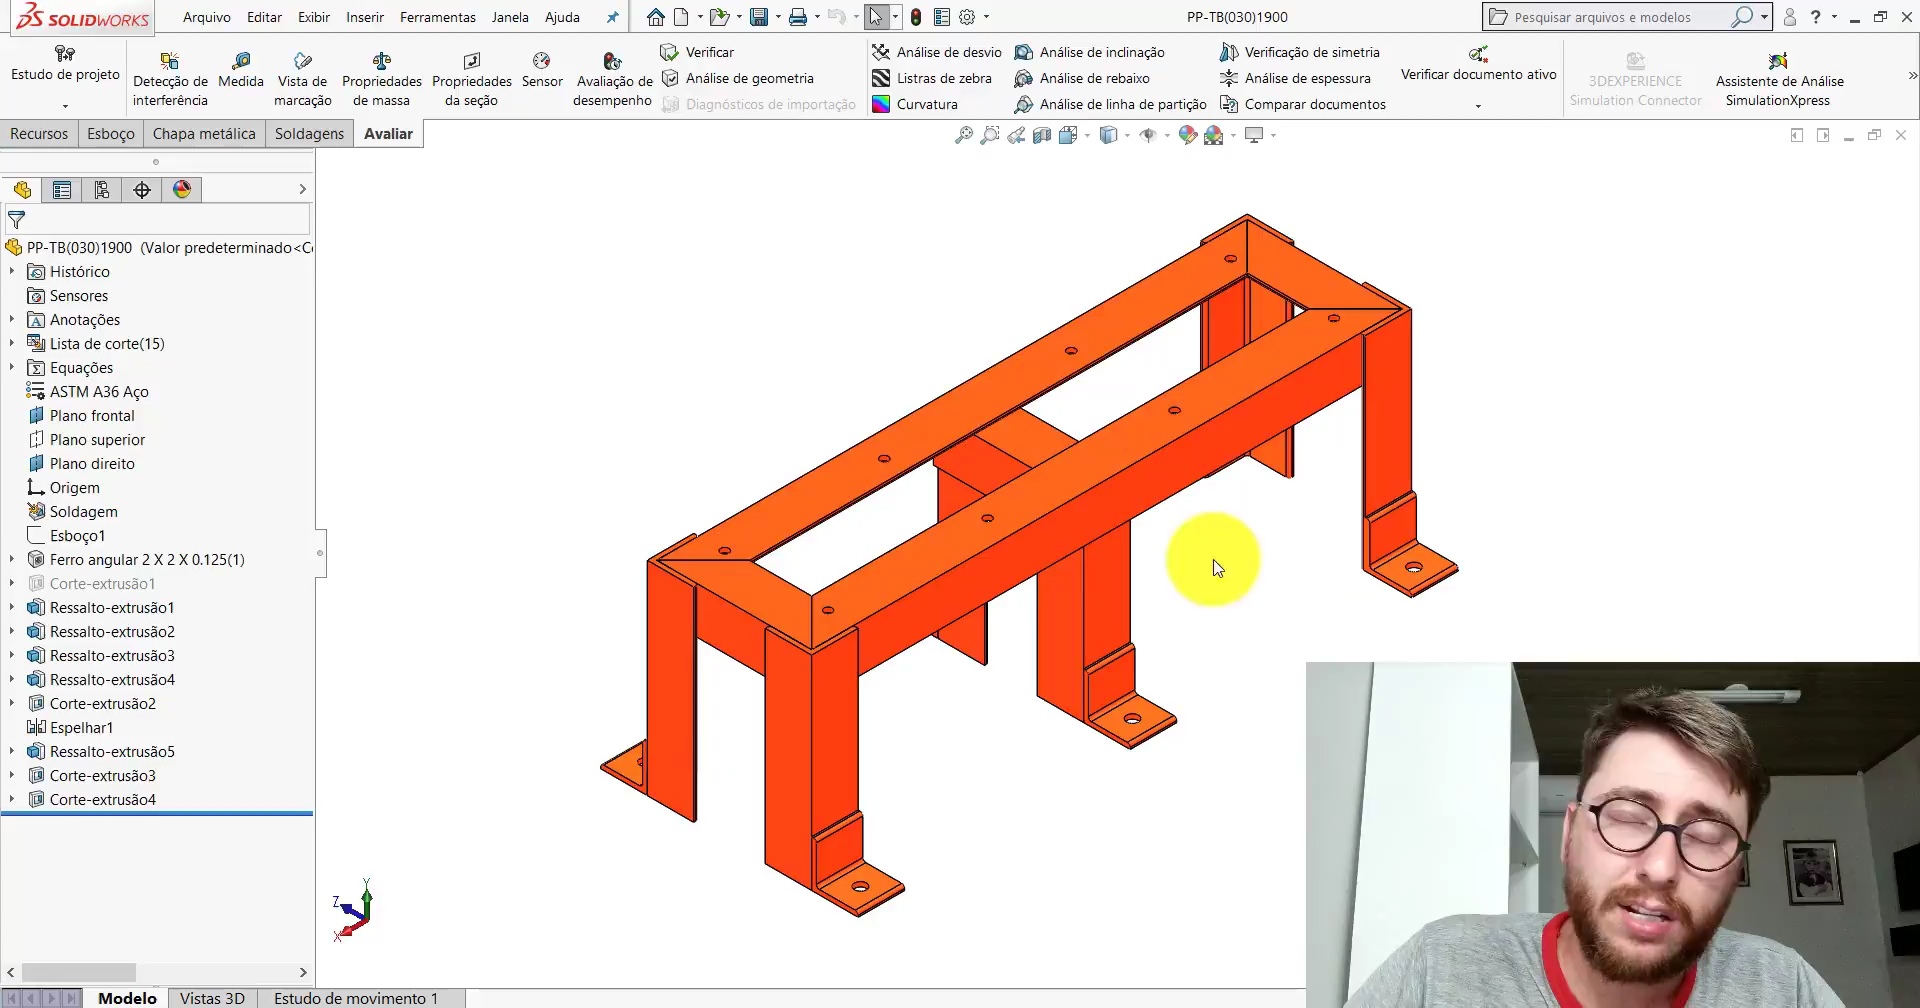 SOLIDWORKS
Arquivo
Editar
Exibir
Inserir
Ferramentas
Janela
Ajuda
PP-TB(030)1900
Pesquisar arquivos e modelos
Estudo de projeto
Detecção de interferência
Medida
Vista de marcação
Propriedades de massa
Propriedades da seção
Sensor
Avaliação de desempenho
Verificar
Análise de geometria
Diagnósticos de importação
Análise de desvio
Listras de zebra
Curvatura
Análise de inclinação
Análise de rebaixo
Análise de linha de partição
Verificação de simetria
Análise de espessura
Comparar documentos
Verificar documento ativo
3DEXPERIENCE Simulation Connector
Assistente de Análise SimulationXpress
Recursos
Esboço
Chapa metálica
Soldagens
Avaliar
PP-TB(030)1900 (Valor predeterminado<C
Histórico
Sensores
Anotações
Lista de corte(15)
Equações
ASTM A36 Aço
Plano frontal
Plano superior
Plano direito
Origem
Soldagem
Esboço1
Ferro angular 2 X 2 X 0.125(1)
Corte-extrusão1
Ressalto-extrusão1
Ressalto-extrusão2
Ressalto-extrusão3
Ressalto-extrusão4
Corte-extrusão2
Espelhar1
Ressalto-extrusão5
Corte-extrusão3
Corte-extrusão4
Y
Z
X
Modelo
Vistas 3D
Estudo de movimento 1